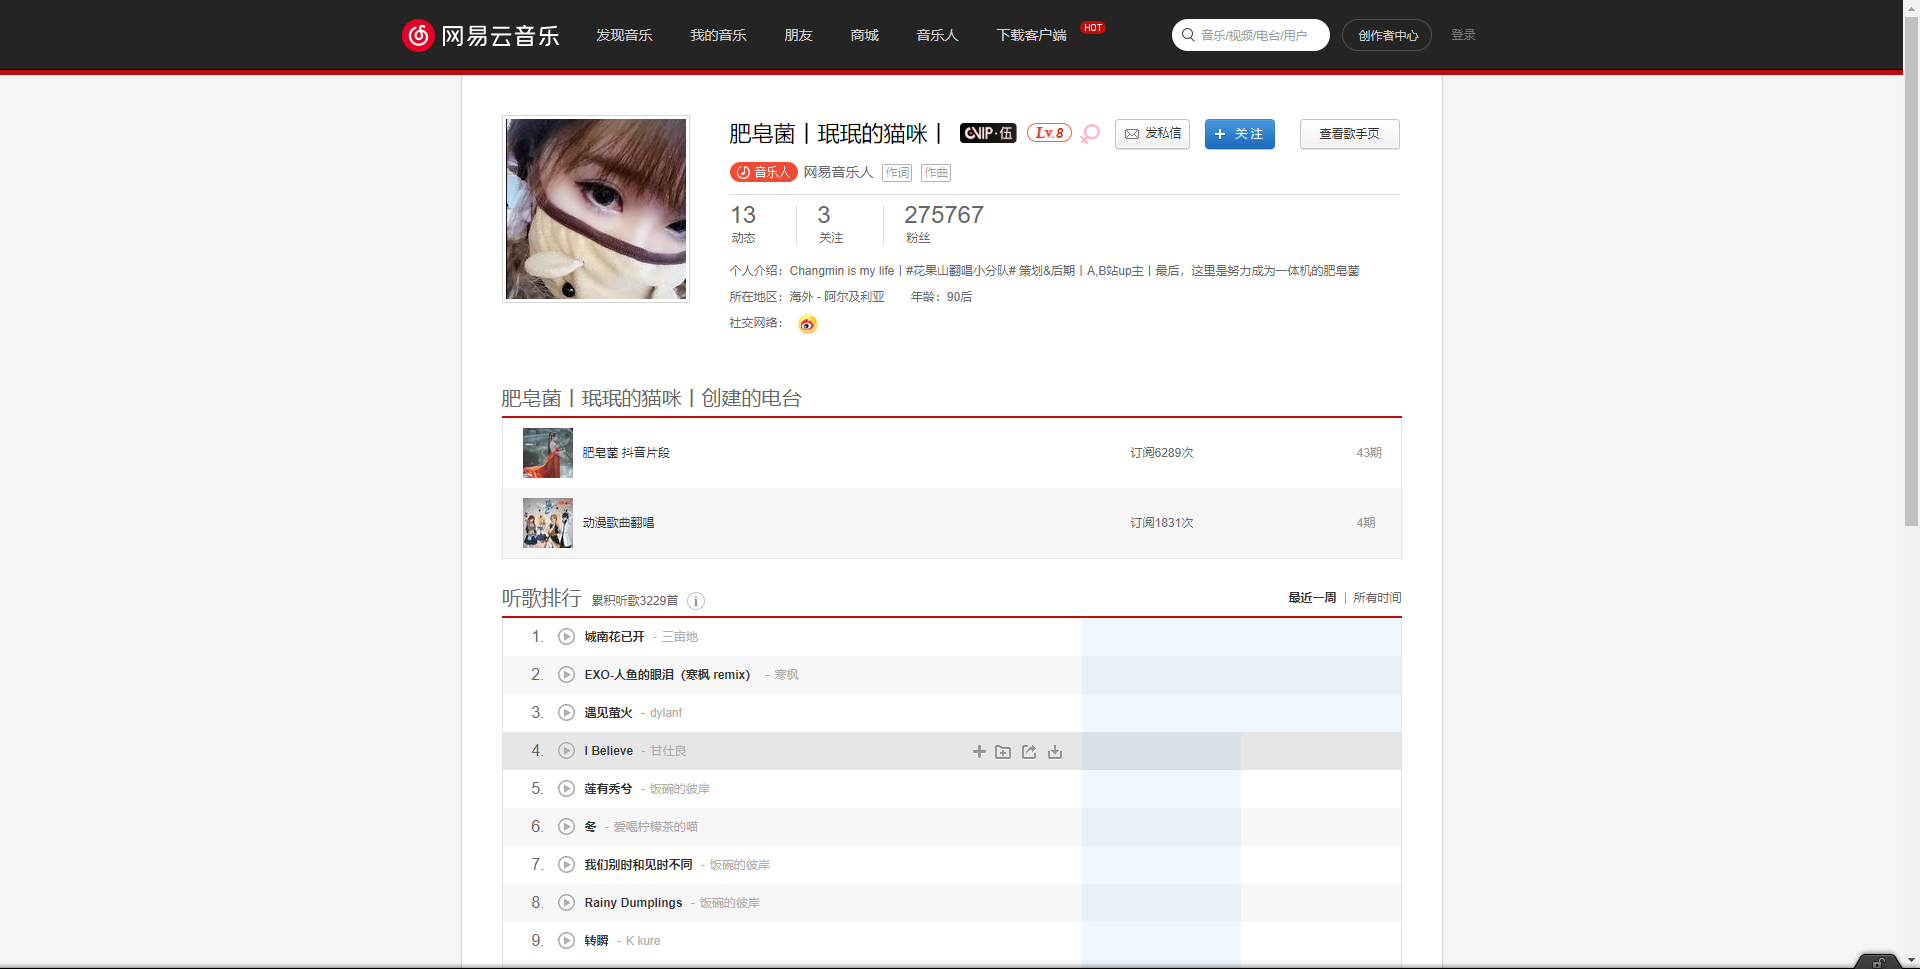 网易云音乐 发现音乐 我的音乐 朋友 商城 音乐人 下载客户端 HOT 音乐/视频/电台/用户 创作者中心 登录
肥皂菌丨珉珉的猫咪丨 VIP·伍 Lv.8 发私信 关注 查看歌手页
音乐人 网易音乐人 作词 作曲
13 3 275767
动态 关注 粉丝
个人介绍：Changmin is my life丨#花果山翻唱小分队# 策划&后期丨A,B站up主丨最后，这里是努力成为一体机的肥皂菌
所在地区：海外 - 阿尔及利亚 年龄：90后
社交网络：
肥皂菌丨珉珉的猫咪丨创建的电台
肥皂菌 抖音片段 订阅6289次 43期
动漫歌曲翻唱 订阅1831次 4期
听歌排行 累积听歌3229首 最近一周 | 所有时间
1. 城南花已开 - 三亩地
2. EXO-人鱼的眼泪（寒枫 remix） - 寒枫
3. 遇见萤火 - dylanf
4. I Believe - 甘仕良
5. 莲有秀兮 - 饭碗的彼岸
6. 冬 - 爱喝柠檬茶的喵
7. 我们别时和见时不同 - 饭碗的彼岸
8. Rainy Dumplings - 饭碗的彼岸
9. 转瞬 - K kure